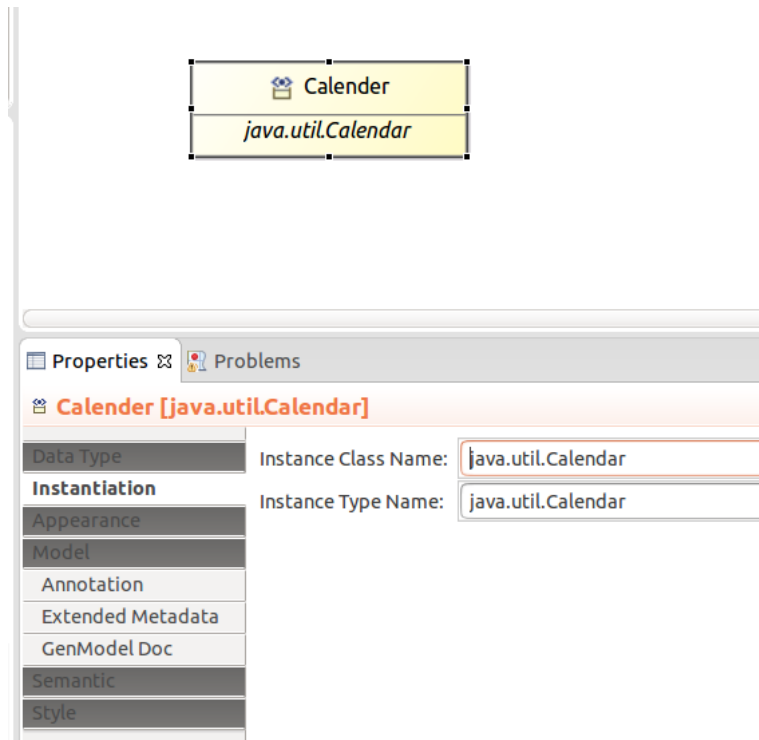 Calender
java.util.Calendar
Properties Problems
Calender [java.util.Calendar]
Data Type
Instantiation
Appearance
Model
Annotation
Extended Metadata
GenModel Doc
Semantic
Style
Instance Class Name: java.util.Calendar
Instance Type Name: java.util.Calendar